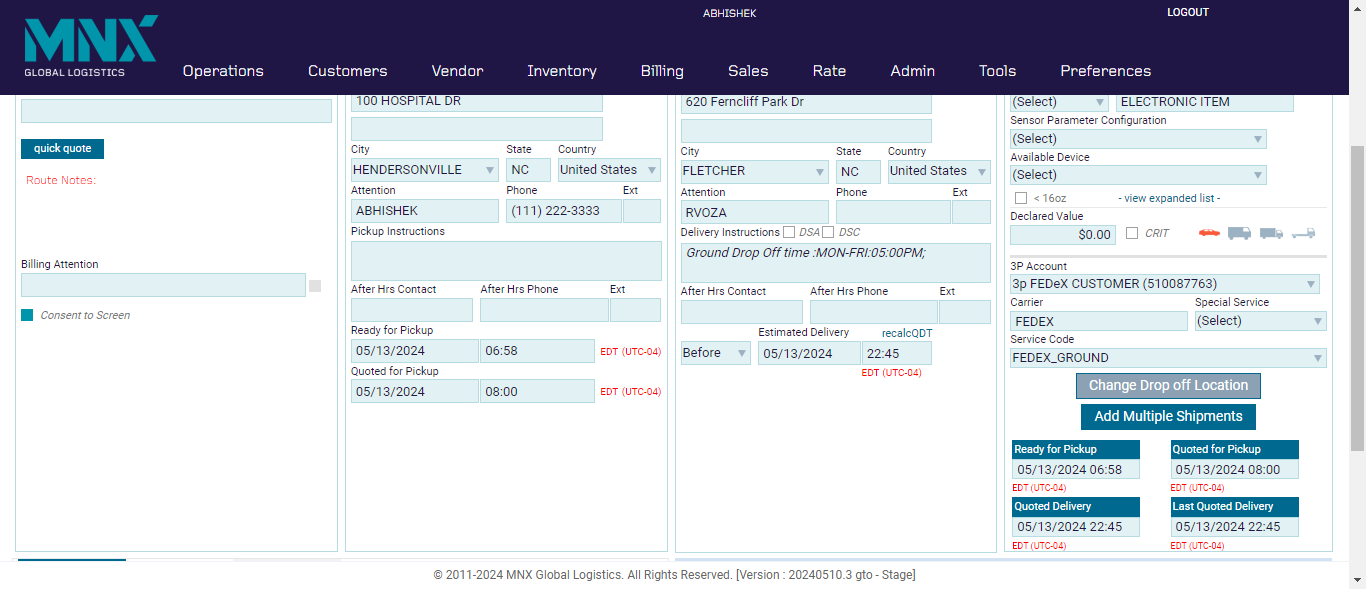 ABHISHEK
LOGOUT
MNX
GLOBAL LOGISTICS
Operations
Customers
Vendor
Inventory
Billing
Sales
Rate
Admin
Tools
Preferences
quick quote
Route Notes:
Billing Attention
Consent to Screen
100 HOSPITAL DR
City State Country
HENDERSONVILLE NC United States
Attention Phone Ext
ABHISHEK (111) 222-3333
Pickup Instructions
After Hrs Contact After Hrs Phone Ext
Ready for Pickup
05/13/2024 06:58 EDT (UTC-04)
Quoted for Pickup
05/13/2024 08:00 EDT (UTC-04)
620 Ferncliff Park Dr
City State Country
FLETCHER NC United States
Attention Phone Ext
RVOZA
Delivery Instructions DSA DSC
Ground Drop Off time :MON-FRI:05:00PM;
After Hrs Contact After Hrs Phone Ext
Estimated Delivery recalcQDT
Before 05/13/2024 22:45
EDT (UTC-04)
(Select) ELECTRONIC ITEM
Sensor Parameter Configuration
(Select)
Available Device
(Select)
< 16oz - view expanded list -
Declared Value
$0.00 CRIT
3P Account
3p FEDeX CUSTOMER (510087763)
Carrier Special Service
FEDEX (Select)
Service Code
FEDEX_GROUND
Change Drop off Location
Add Multiple Shipments
Ready for Pickup Quoted for Pickup
05/13/2024 06:58 05/13/2024 08:00
EDT (UTC-04) EDT (UTC-04)
Quoted Delivery Last Quoted Delivery
05/13/2024 22:45 05/13/2024 22:45
EDT (UTC-04) EDT (UTC-04)
© 2011-2024 MNX Global Logistics. All Rights Reserved. [Version : 20240510.3 gto - Stage]